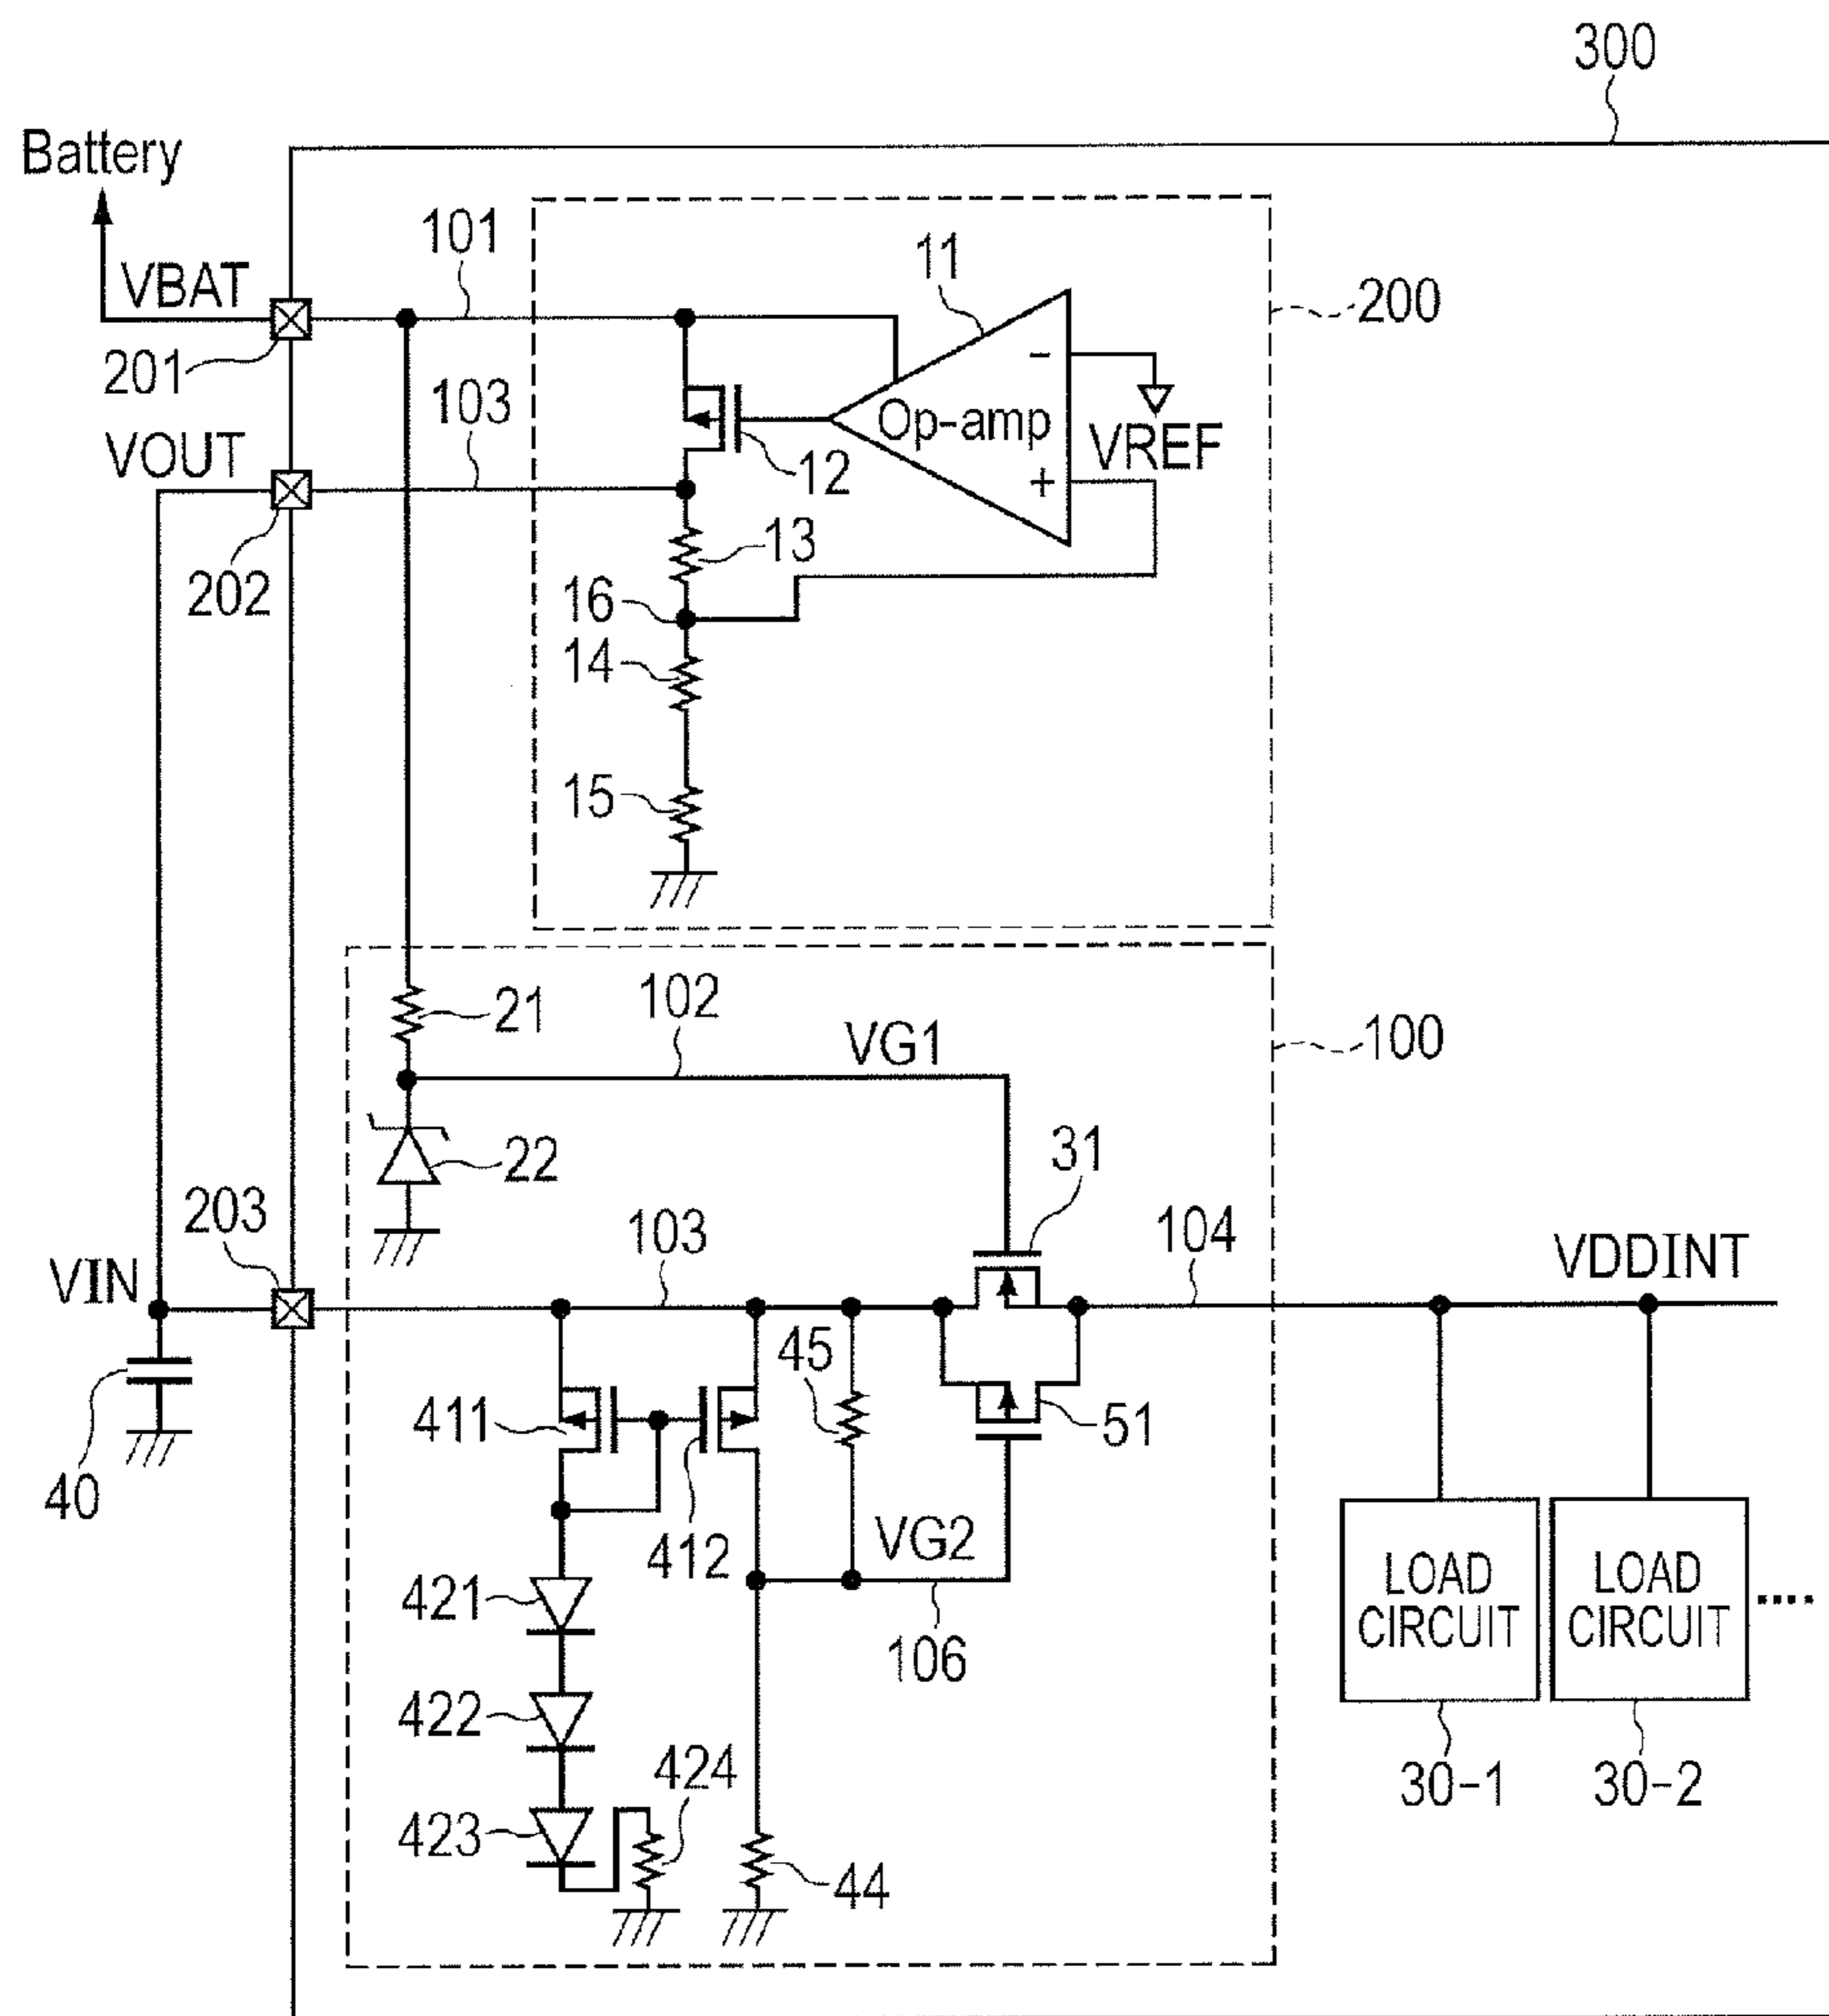 300
Battery
101
11
VBAT
200
201
103
Op-amp
-
+
VREF
VOUT
12
202
13
16
14
15
21
102
VG1
100
22
31
203
103
104
VIN
VDDINT
45
411
51
40
412
VG2
421
106
LOAD
CIRCUIT
LOAD
CIRCUIT
....
422
424
30-1
30-2
423
44